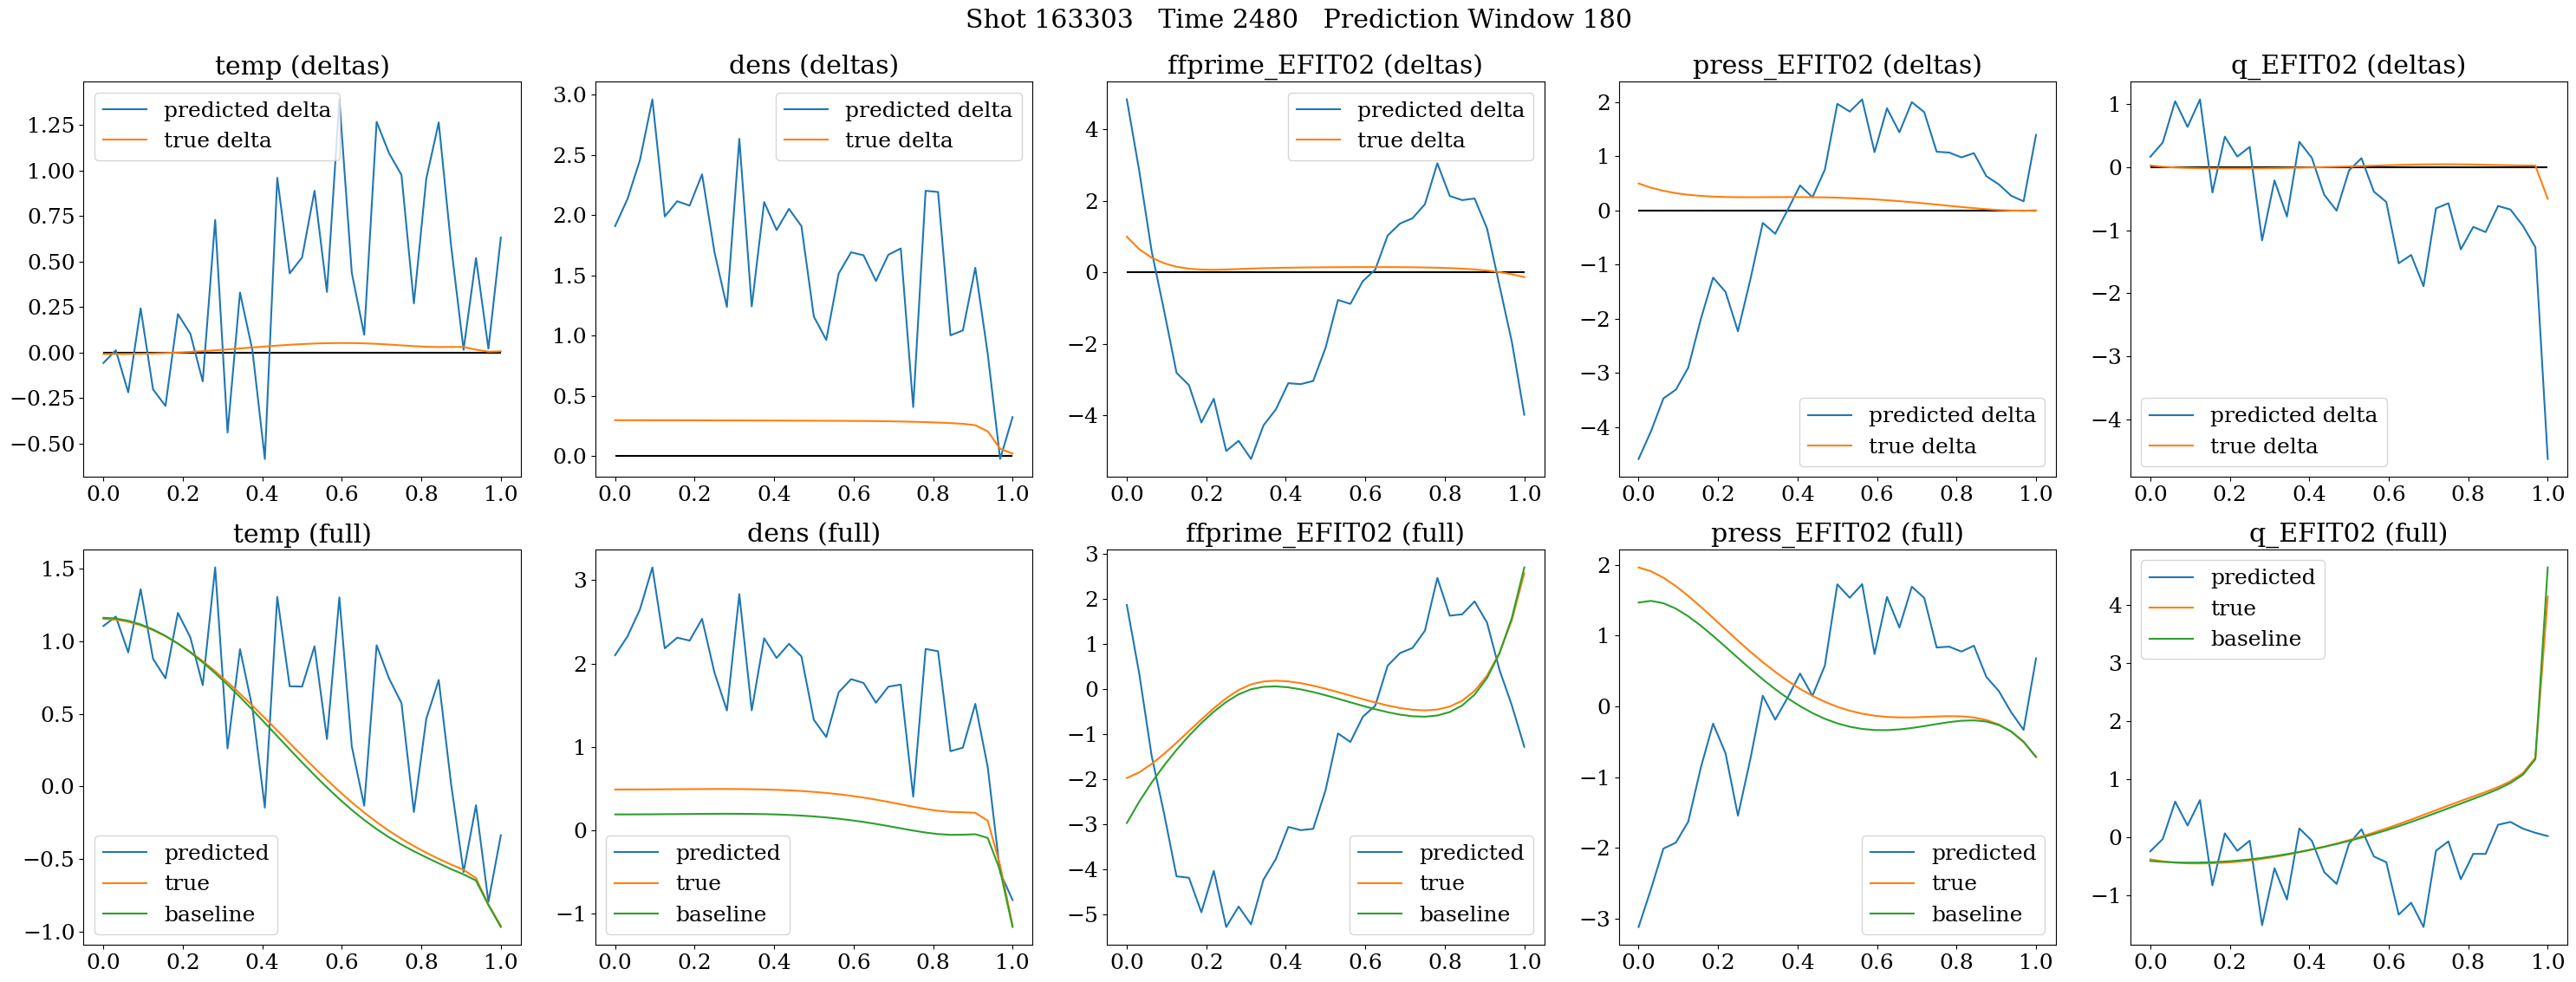 Shot 163303   Time 2480   Prediction Window 180
temp (deltas)
predicted delta
true delta
1.25
1.00
0.75
0.50
0.25
0.00
−0.25
−0.50
0.0 0.2 0.4 0.6 0.8 1.0
dens (deltas)
predicted delta
true delta
3.0
2.5
2.0
1.5
1.0
0.5
0.0
0.0 0.2 0.4 0.6 0.8 1.0
ffprime_EFIT02 (deltas)
predicted delta
true delta
4
2
0
−2
−4
0.0 0.2 0.4 0.6 0.8 1.0
press_EFIT02 (deltas)
2
1
0
−1
−2
−3
−4
predicted delta
true delta
0.0 0.2 0.4 0.6 0.8 1.0
q_EFIT02 (deltas)
1
0
−1
−2
−3
−4
predicted delta
true delta
0.0 0.2 0.4 0.6 0.8 1.0
temp (full)
1.5
1.0
0.5
0.0
−0.5
−1.0
predicted
true
baseline
0.0 0.2 0.4 0.6 0.8 1.0
dens (full)
3
2
1
0
−1
predicted
true
baseline
0.0 0.2 0.4 0.6 0.8 1.0
ffprime_EFIT02 (full)
3
2
1
0
−1
−2
−3
−4
−5
predicted
true
baseline
0.0 0.2 0.4 0.6 0.8 1.0
press_EFIT02 (full)
2
1
0
−1
−2
−3
predicted
true
baseline
0.0 0.2 0.4 0.6 0.8 1.0
q_EFIT02 (full)
predicted
true
baseline
4
3
2
1
0
−1
0.0 0.2 0.4 0.6 0.8 1.0